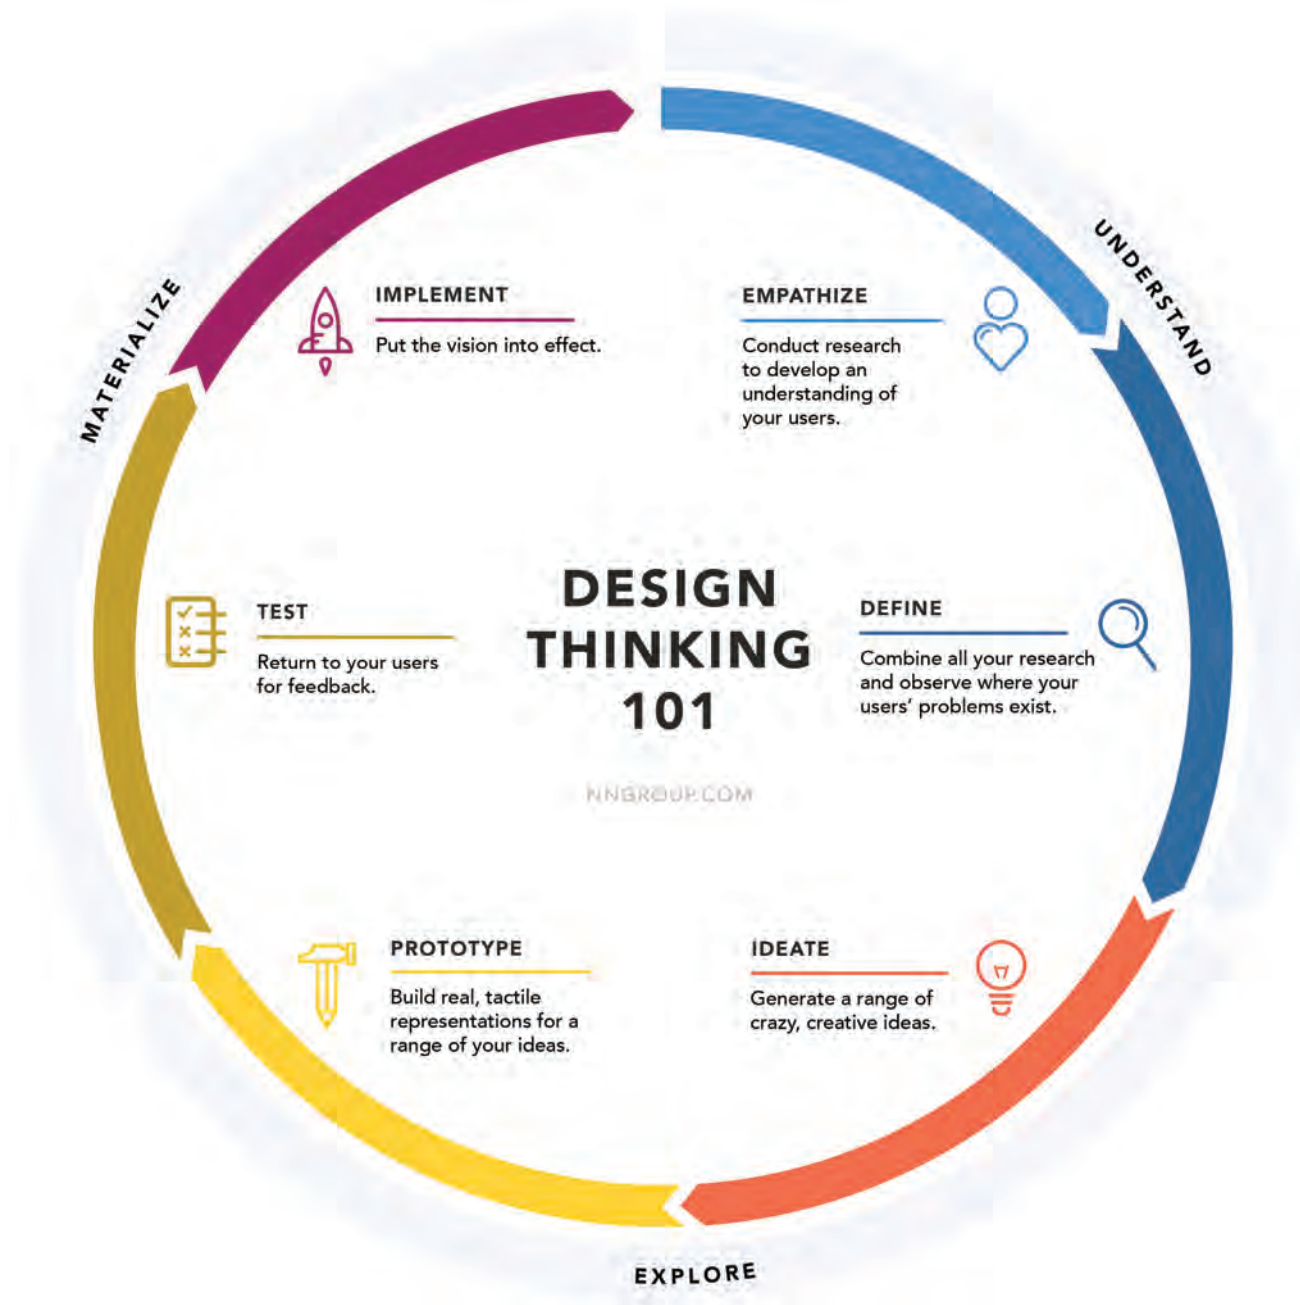 DESIGN
THINKING
101
NNGROUP.COM
UNDERSTAND
EMPATHIZE
Conduct research
to develop an
understanding of
your users.
DEFINE
Combine all your research
and observe where your
users' problems exist.
EXPLORE
IDEATE
Generate a range of
crazy, creative ideas.
PROTOTYPE
Build real, tactile
representations for a
range of your ideas.
MATERIALIZE
TEST
Return to your users
for feedback.
IMPLEMENT
Put the vision into effect.